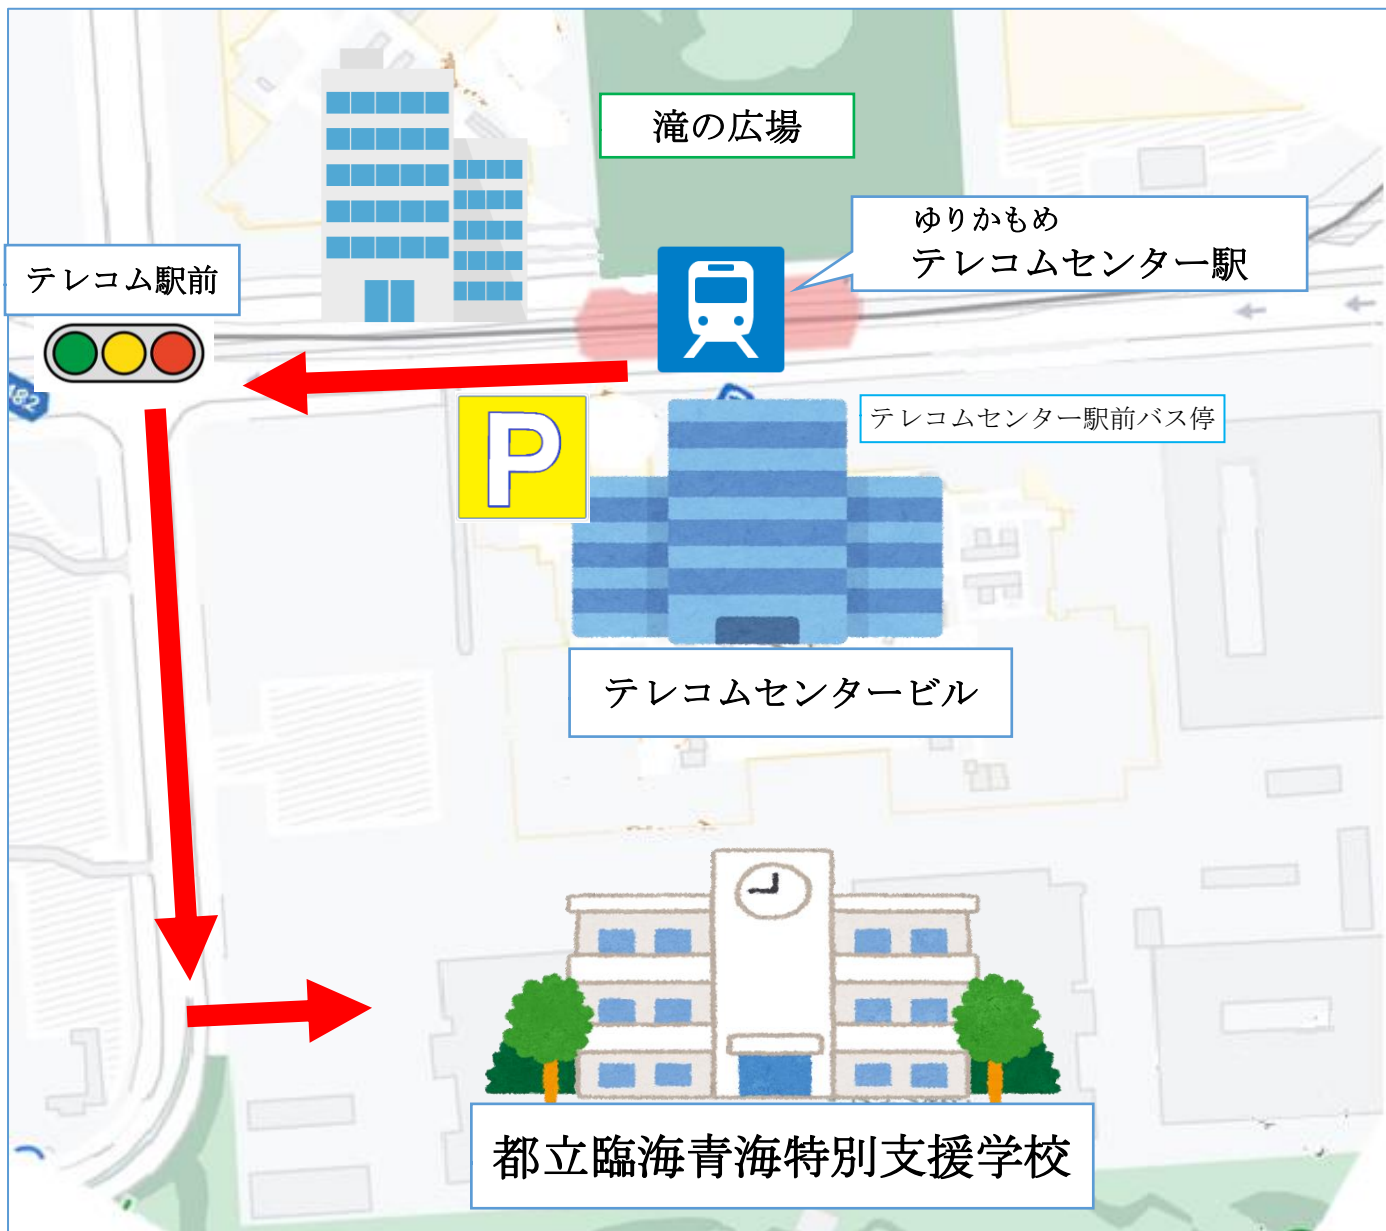 滝の広場
ゆりかもめ
テレコムセンター駅
テレコム駅前
482
テレコムセンター駅前バス停
P
テレコムセンタービル
都立臨海青海特別支援学校